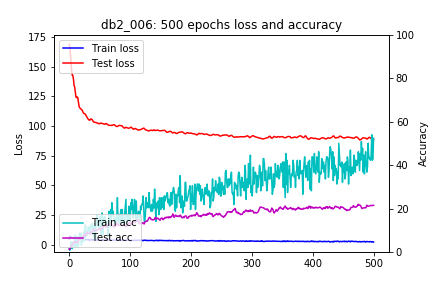 db2_006: 500 epochs loss and accuracy
Train loss
Test loss
Train acc
Test acc
Loss
175
150
125
100
75
50
25
0
Accuracy
100
80
60
40
20
0
0 100 200 300 400 500